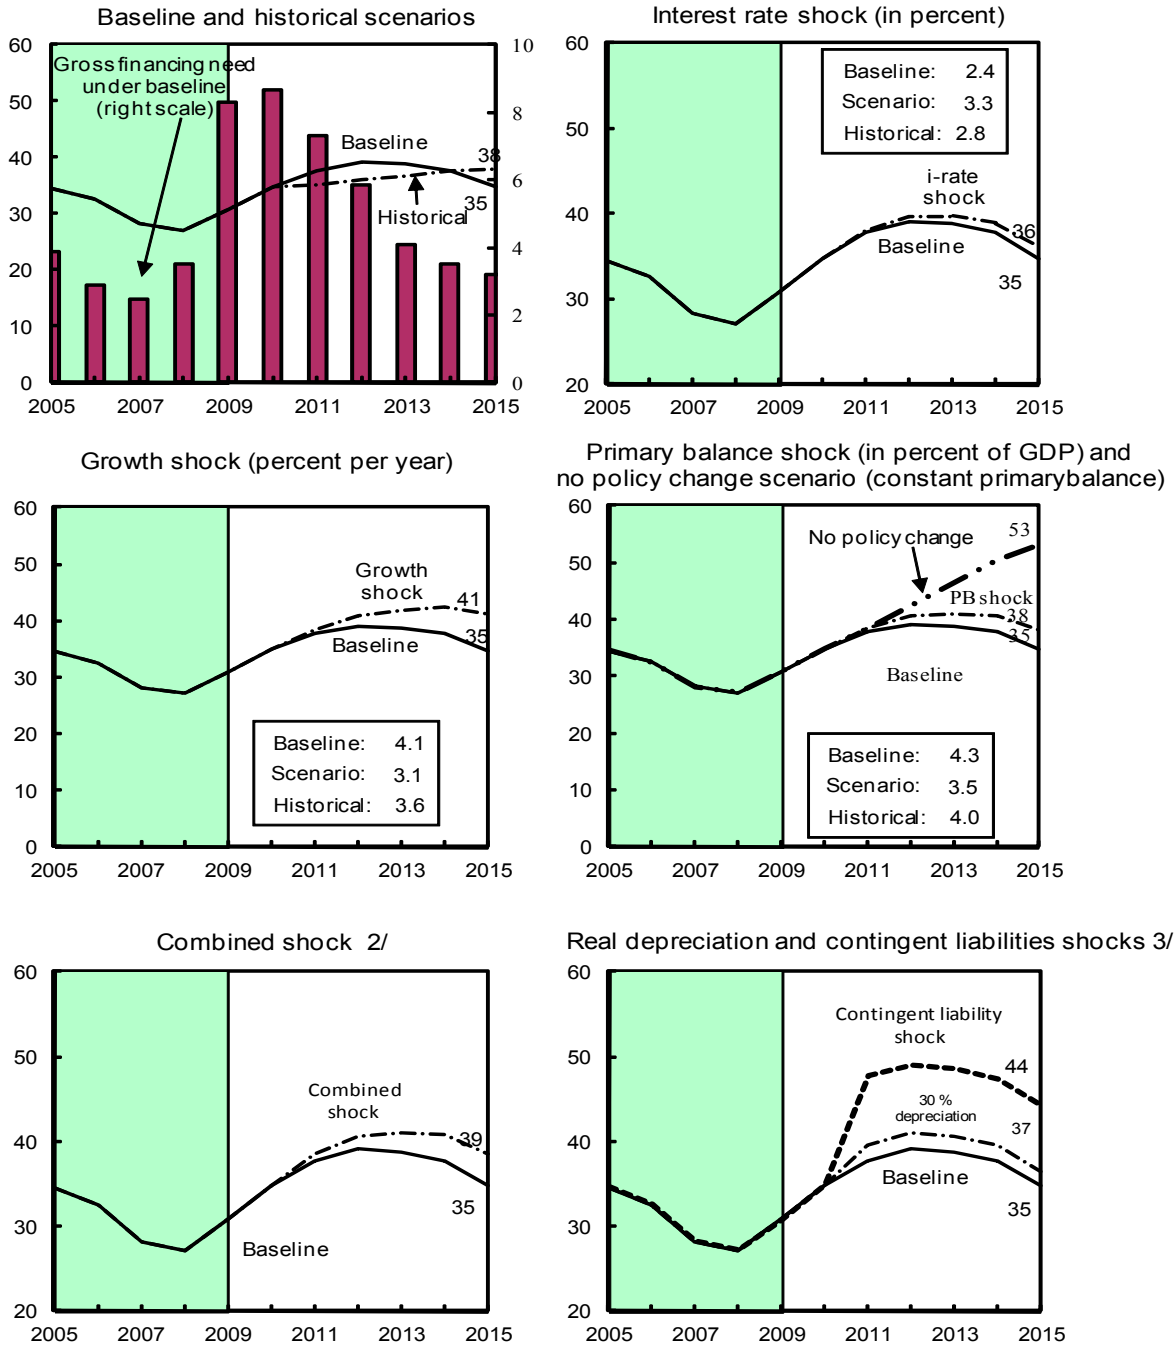 Baseline and historical scenarios
60
50
40
30
20
10
0
10
8
6
4
2
0
Gross financing need
under baseline
(right scale)
Baseline
38
35
Historical
2005 2007 2009 2011 2013 2015
Interest rate shock (in percent)
60
50
40
30
20
Baseline: 2.4
Scenario: 3.3
Historical: 2.8
i-rate
shock
36
Baseline
35
2005 2007 2009 2011 2013 2015
Growth shock (percent per year)
60
50
40
30
20
10
0
Growth
shock
41
35
Baseline
Baseline: 4.1
Scenario: 3.1
Historical: 3.6
2005 2007 2009 2011 2013 2015
Primary balance shock (in percent of GDP) and
no policy change scenario (constant primarybalance)
60
50
40
30
20
10
0
53
No policy change
PB shock
38
35
Baseline
Baseline: 4.3
Scenario: 3.5
Historical: 4.0
2005 2007 2009 2011 2013 2015
Combined shock 2/
60
50
40
30
20
Combined
shock
39
35
Baseline
2005 2007 2009 2011 2013 2015
Real depreciation and contingent liabilities shocks 3/
60
50
40
30
20
Contingent liability
shock
44
30 %
depreciation
37
Baseline
35
2005 2007 2009 2011 2013 2015